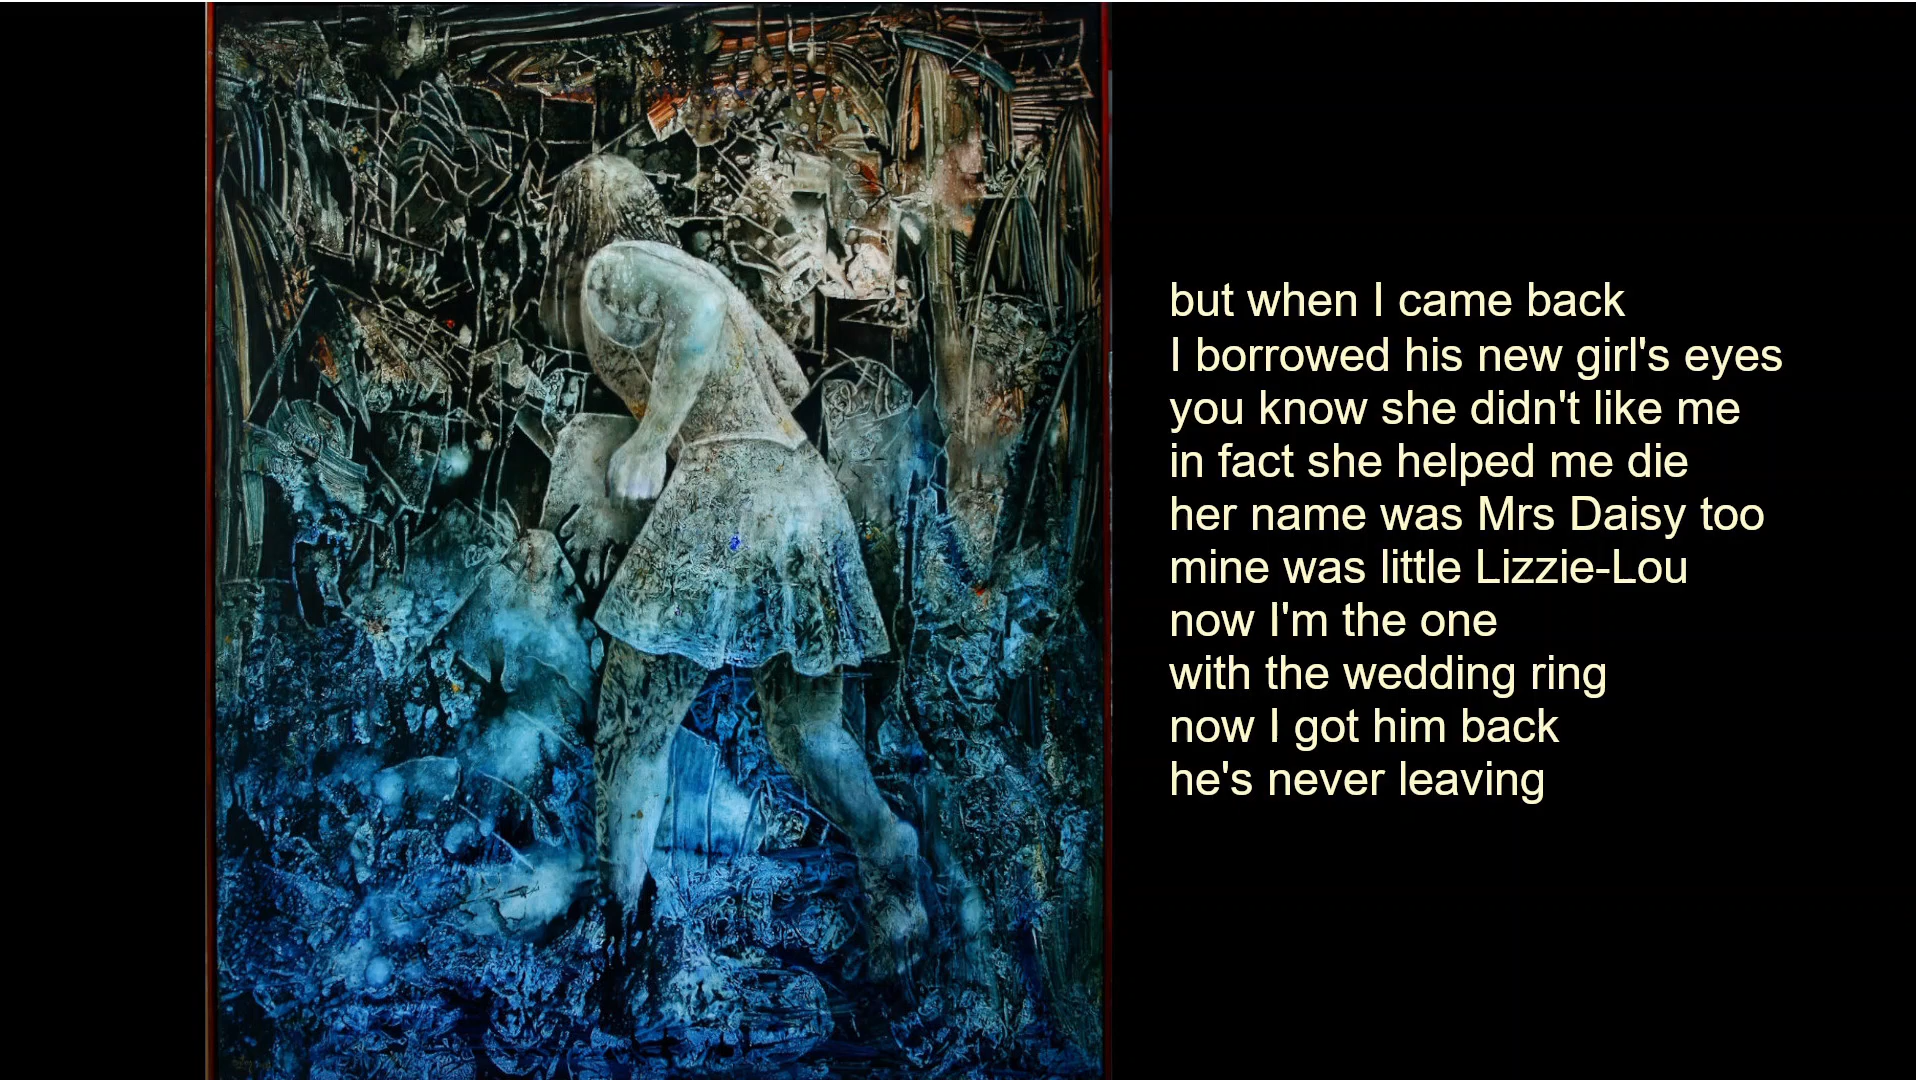 but when I came back
I borrowed his new girl's eyes
you know she didn't like me
in fact she helped me die
her name was Mrs Daisy too
mine was little Lizzie-Lou
now I'm the one
with the wedding ring
now I got him back
he's never leaving